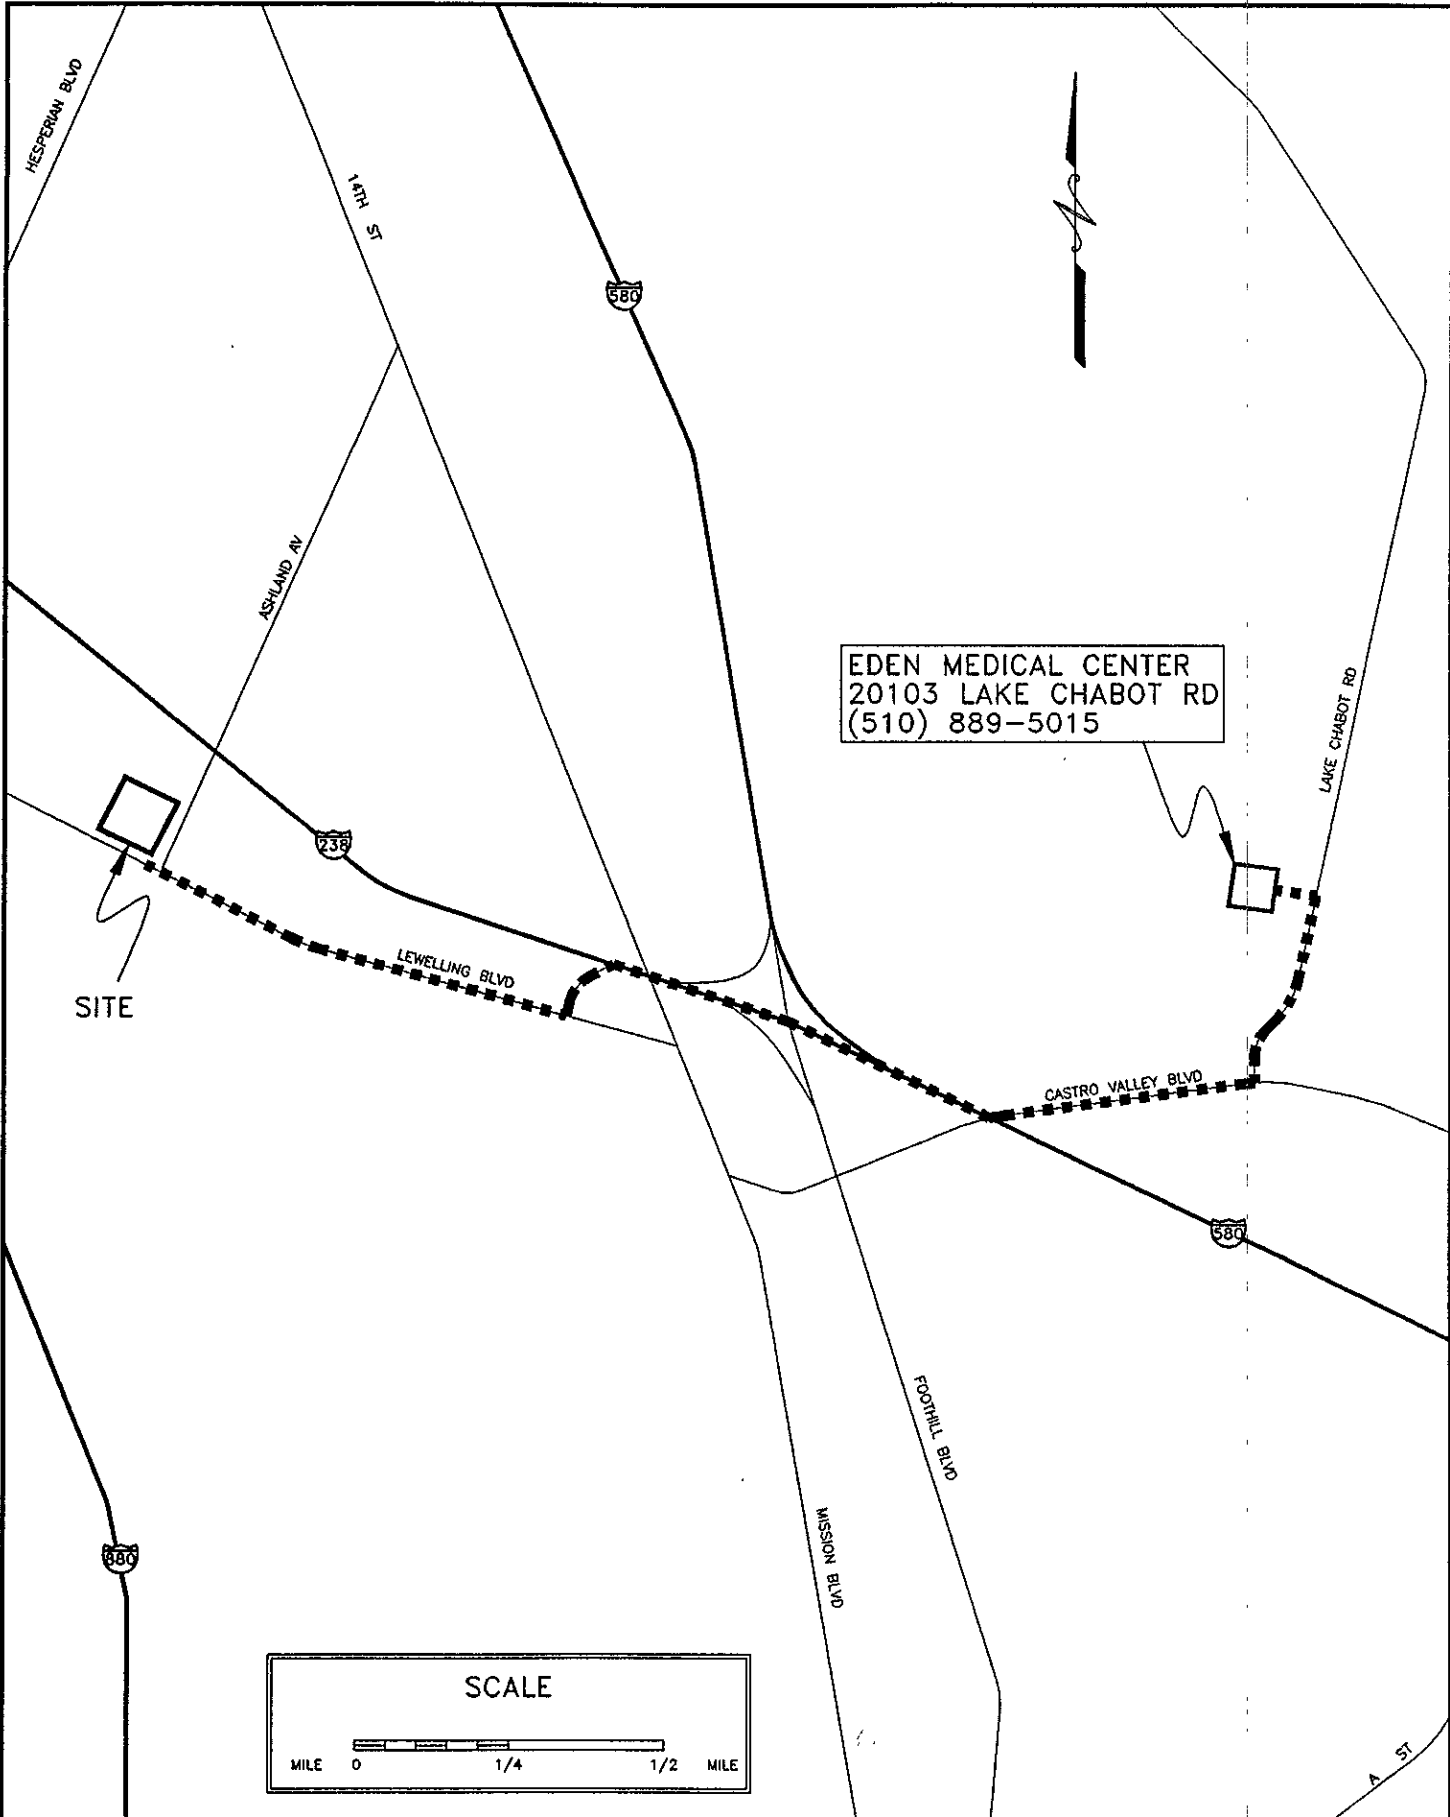 HESPERIAN BLVD
14TH ST
580
N
ASHLAND AV
EDEN MEDICAL CENTER
20103 LAKE CHABOT RD
(510) 889-5015
LAKE CHABOT RD
238
LEWELLING BLVD
SITE
CASTRO VALLEY BLVD
580
FOOTHILL BLVD
MISSION BLVD
880
SCALE
MILE 0 1/4 1/2 MILE
A ST